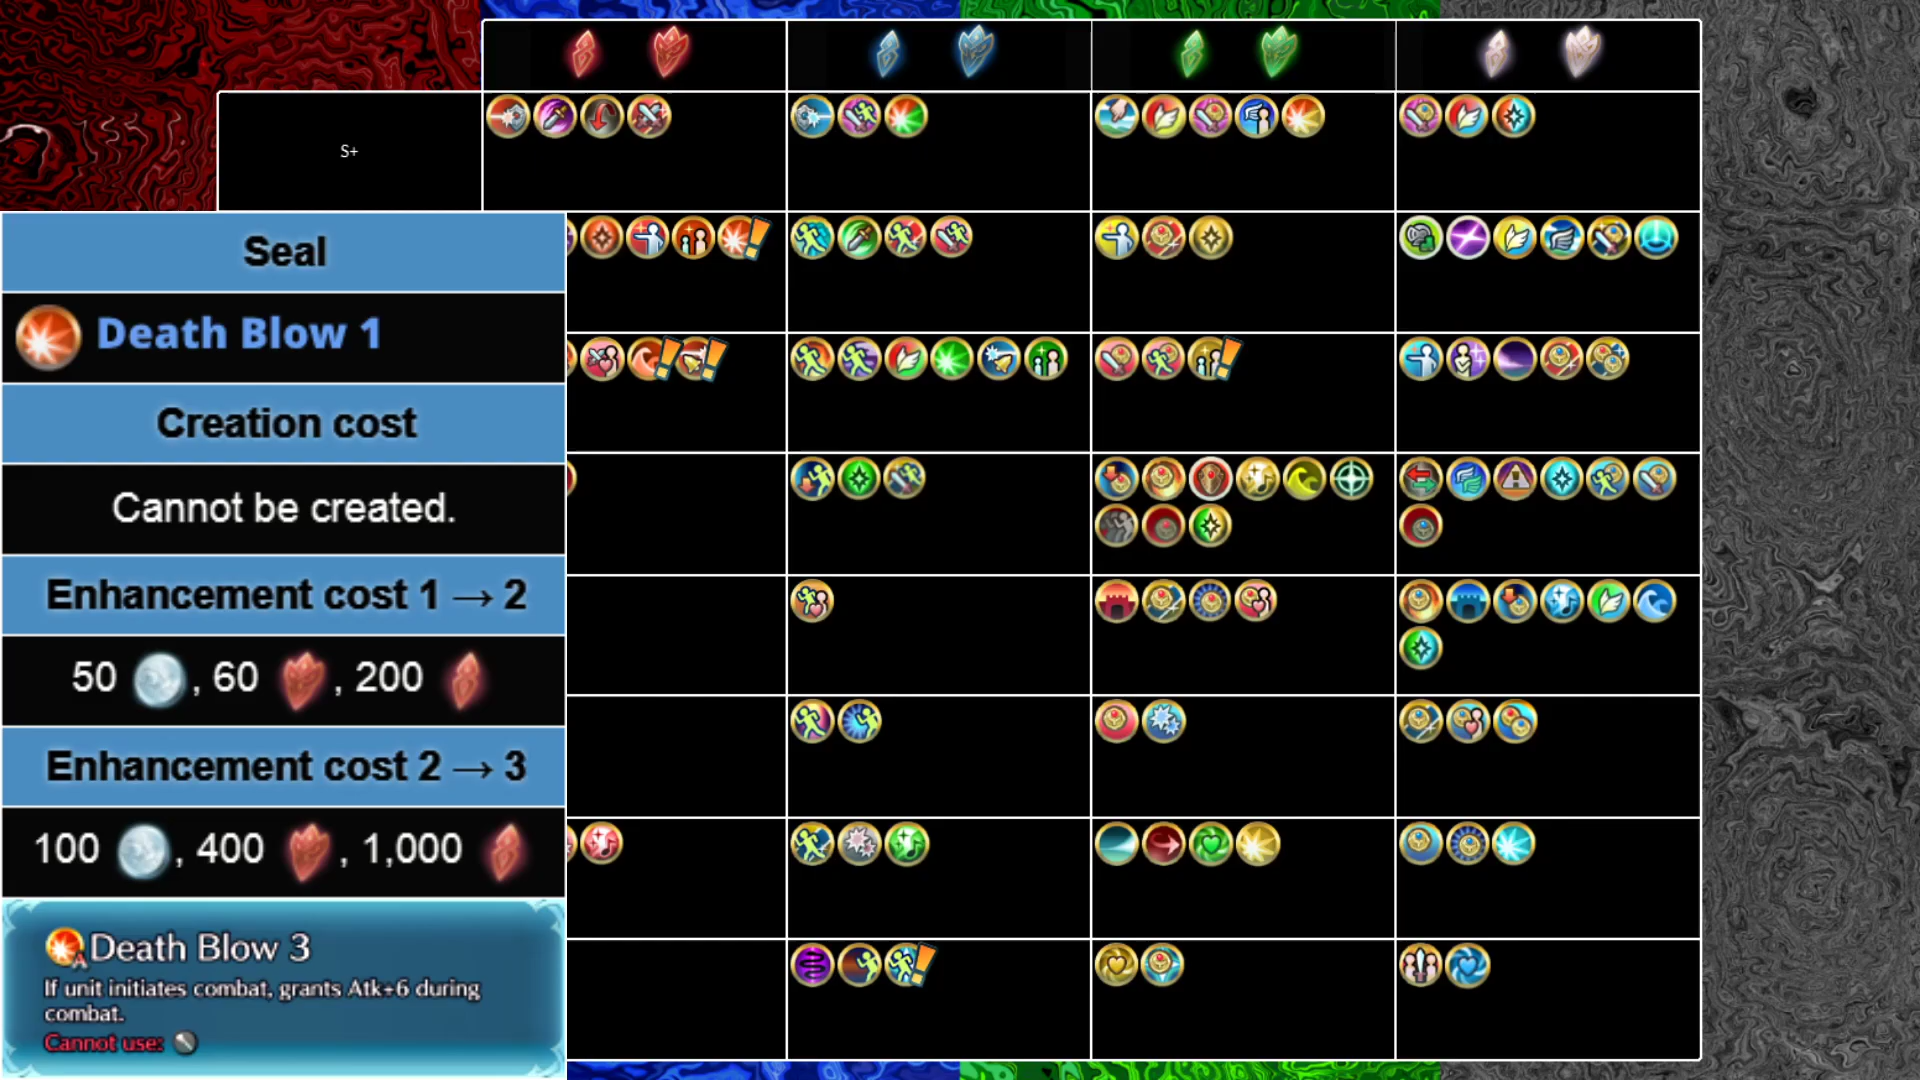 S+
Seal
Death Blow 1
Creation cost
Cannot be created.
Enhancement cost 1 → 2
50 , 60 , 200
Enhancement cost 2 → 3
100 , 400 , 1,000
A
Death Blow 3
If unit initiates combat, grants Atk+6 during
combat.
Cannot use: